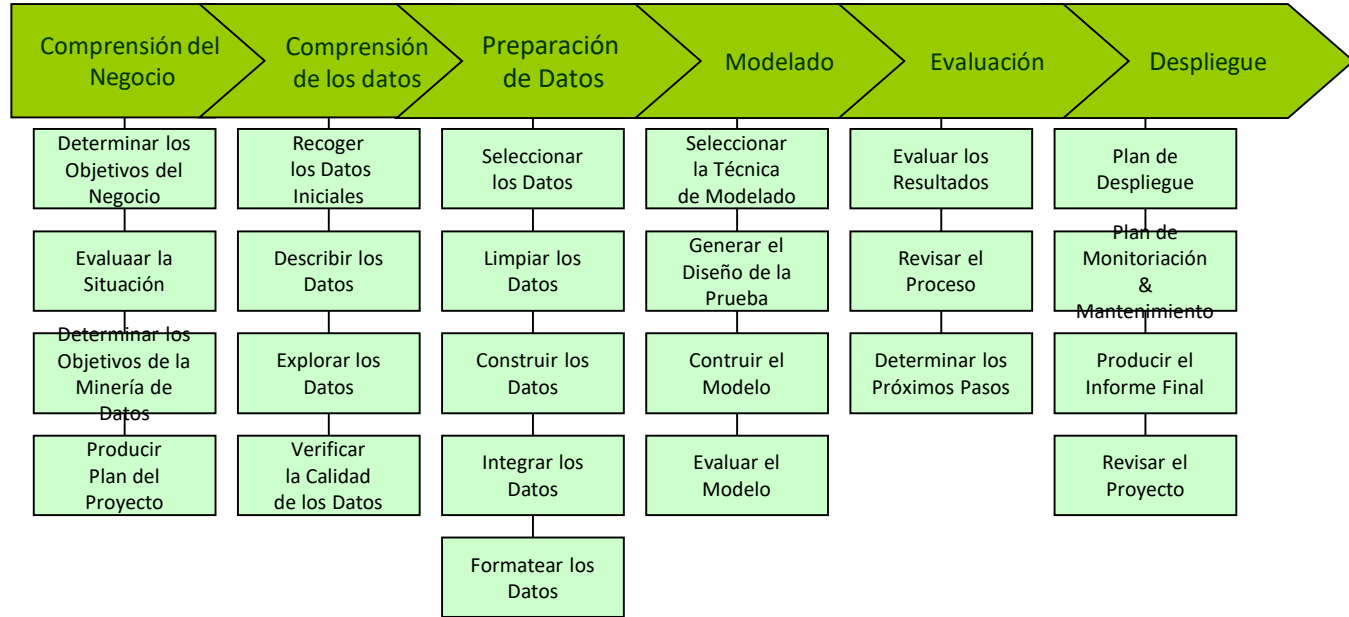 Comprensión del
Negocio
Comprensión
de los datos
Preparación
de Datos
Modelado
Evaluación
Despliegue
Determinar los
Objetivos del
Negocio
Evaluaar la
Situación
Determinar los
Objetivos de la
Minería de
Datos
Producir
Plan del
Proyecto
Recoger
los Datos
Iniciales
Describir los
Datos
Explorar los
Datos
Verificar
la Calidad
de los Datos
Seleccionar
los Datos
Limpiar los
Datos
Construir los
Datos
Integrar los
Datos
Formatear los
Datos
Seleccionar
la Técnica
de Modelado
Generar el
Diseño de la
Prueba
Contruir el
Modelo
Evaluar el
Modelo
Evaluar los
Resultados
Revisar el
Proceso
Determinar los
Próximos Pasos
Plan de
Despliegue
Plan de
Monitoriación
&
Mantenimiento
Producir el
Informe Final
Revisar el
Proyecto